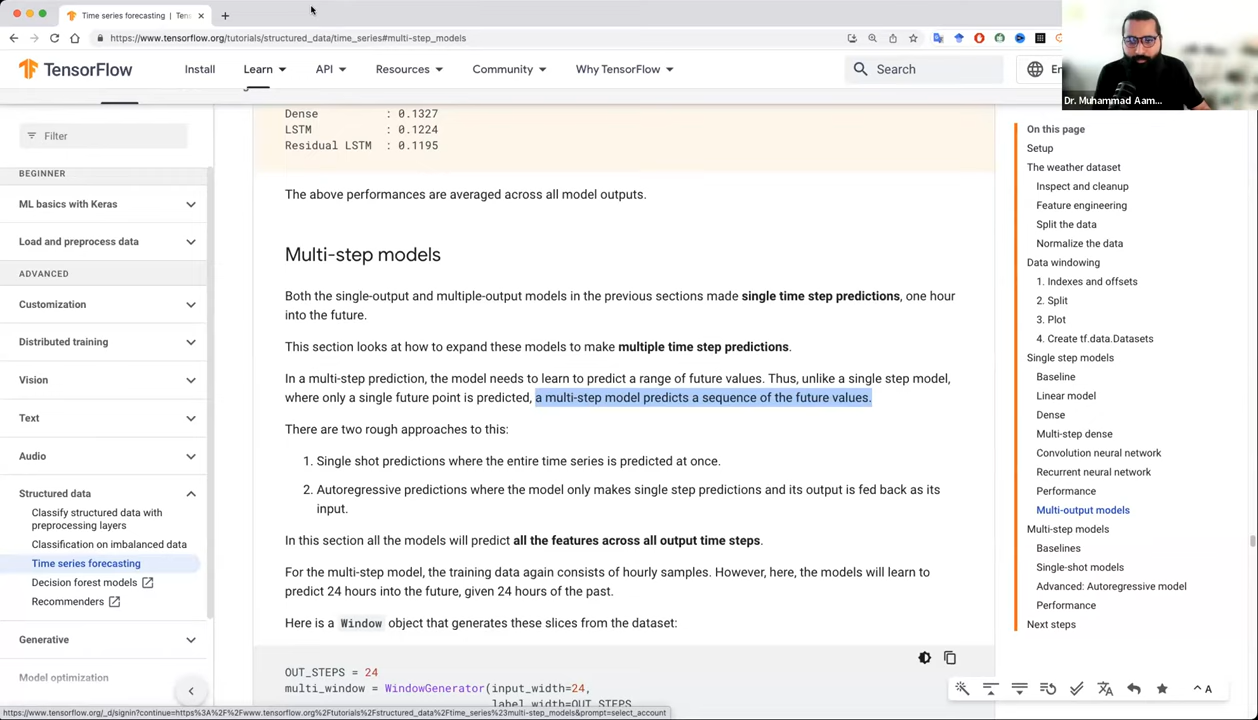 Time series forecasting | Ten
https://www.tensorflow.org/tutorials/structured_data/time_series#multi-step_models
TensorFlow
Install
Learn
API
Resources
Community
Why TensorFlow
Search
Dr. Muhammad Aam...
Filter
BEGINNER
ML basics with Keras
Load and preprocess data
ADVANCED
Customization
Distributed training
Vision
Text
Audio
Structured data
Classify structured data with
preprocessing layers
Classification on imbalanced data
Time series forecasting
Decision forest models
Recommenders
Generative
Model optimization
Dense : 0.1327
LSTM : 0.1224
Residual LSTM : 0.1195
The above performances are averaged across all model outputs.
Multi-step models
Both the single-output and multiple-output models in the previous sections made single time step predictions, one hour
into the future.
This section looks at how to expand these models to make multiple time step predictions.
In a multi-step prediction, the model needs to learn to predict a range of future values. Thus, unlike a single step model,
where only a single future point is predicted, a multi-step model predicts a sequence of the future values.
There are two rough approaches to this:
1. Single shot predictions where the entire time series is predicted at once.
2. Autoregressive predictions where the model only makes single step predictions and its output is fed back as its
input.
In this section all the models will predict all the features across all output time steps.
For the multi-step model, the training data again consists of hourly samples. However, here, the models will learn to
predict 24 hours into the future, given 24 hours of the past.
Here is a Window object that generates these slices from the dataset:
OUT_STEPS = 24
multi_window = WindowGenerator(input_width=24,
label_width=OUT_STEPS
On this page
Setup
The weather dataset
Inspect and cleanup
Feature engineering
Split the data
Normalize the data
Data windowing
1. Indexes and offsets
2. Split
3. Plot
4. Create tf.data.Datasets
Single step models
Baseline
Linear model
Dense
Multi-step dense
Convolution neural network
Recurrent neural network
Performance
Multi-output models
Multi-step models
Baselines
Single-shot models
Advanced: Autoregressive model
Performance
Next steps
A
https://www.tensorflow.org/_d/signin?continue=https%3A%2F%2Fwww.tensorflow.org%2Ftutorials%2Fstructured_data%2Ftime_series%23multi-step_models&prompt=select_account